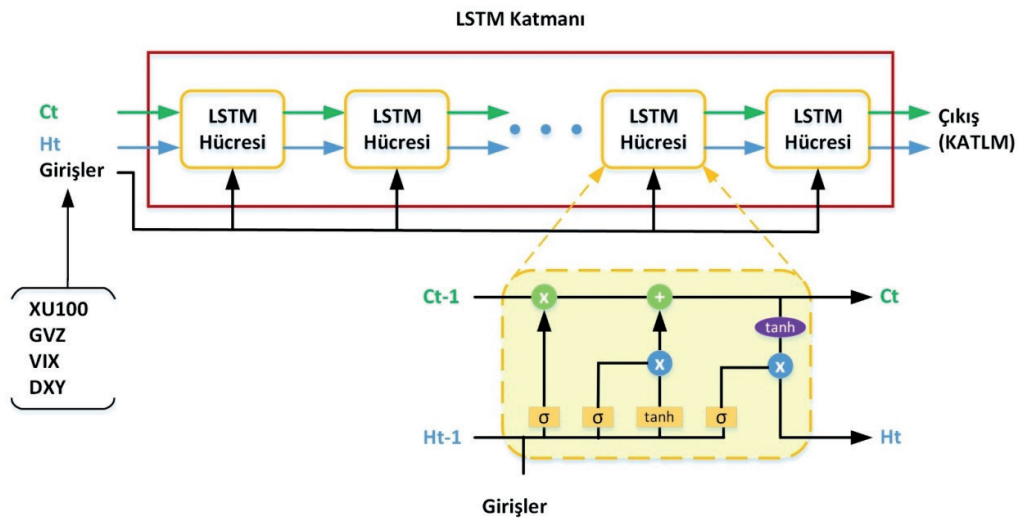 LSTM Katmanı
Ct
Ht
Girişler
LSTM
Hücresi
LSTM
Hücresi
LSTM
Hücresi
LSTM
Hücresi
Çıkış
(KATLM)
XU100
GVZ
VIX
DXY
Ct-1
x
+
Ct
tanh
x
x
σ
σ
tanh
σ
Ht-1
Ht
Girişler